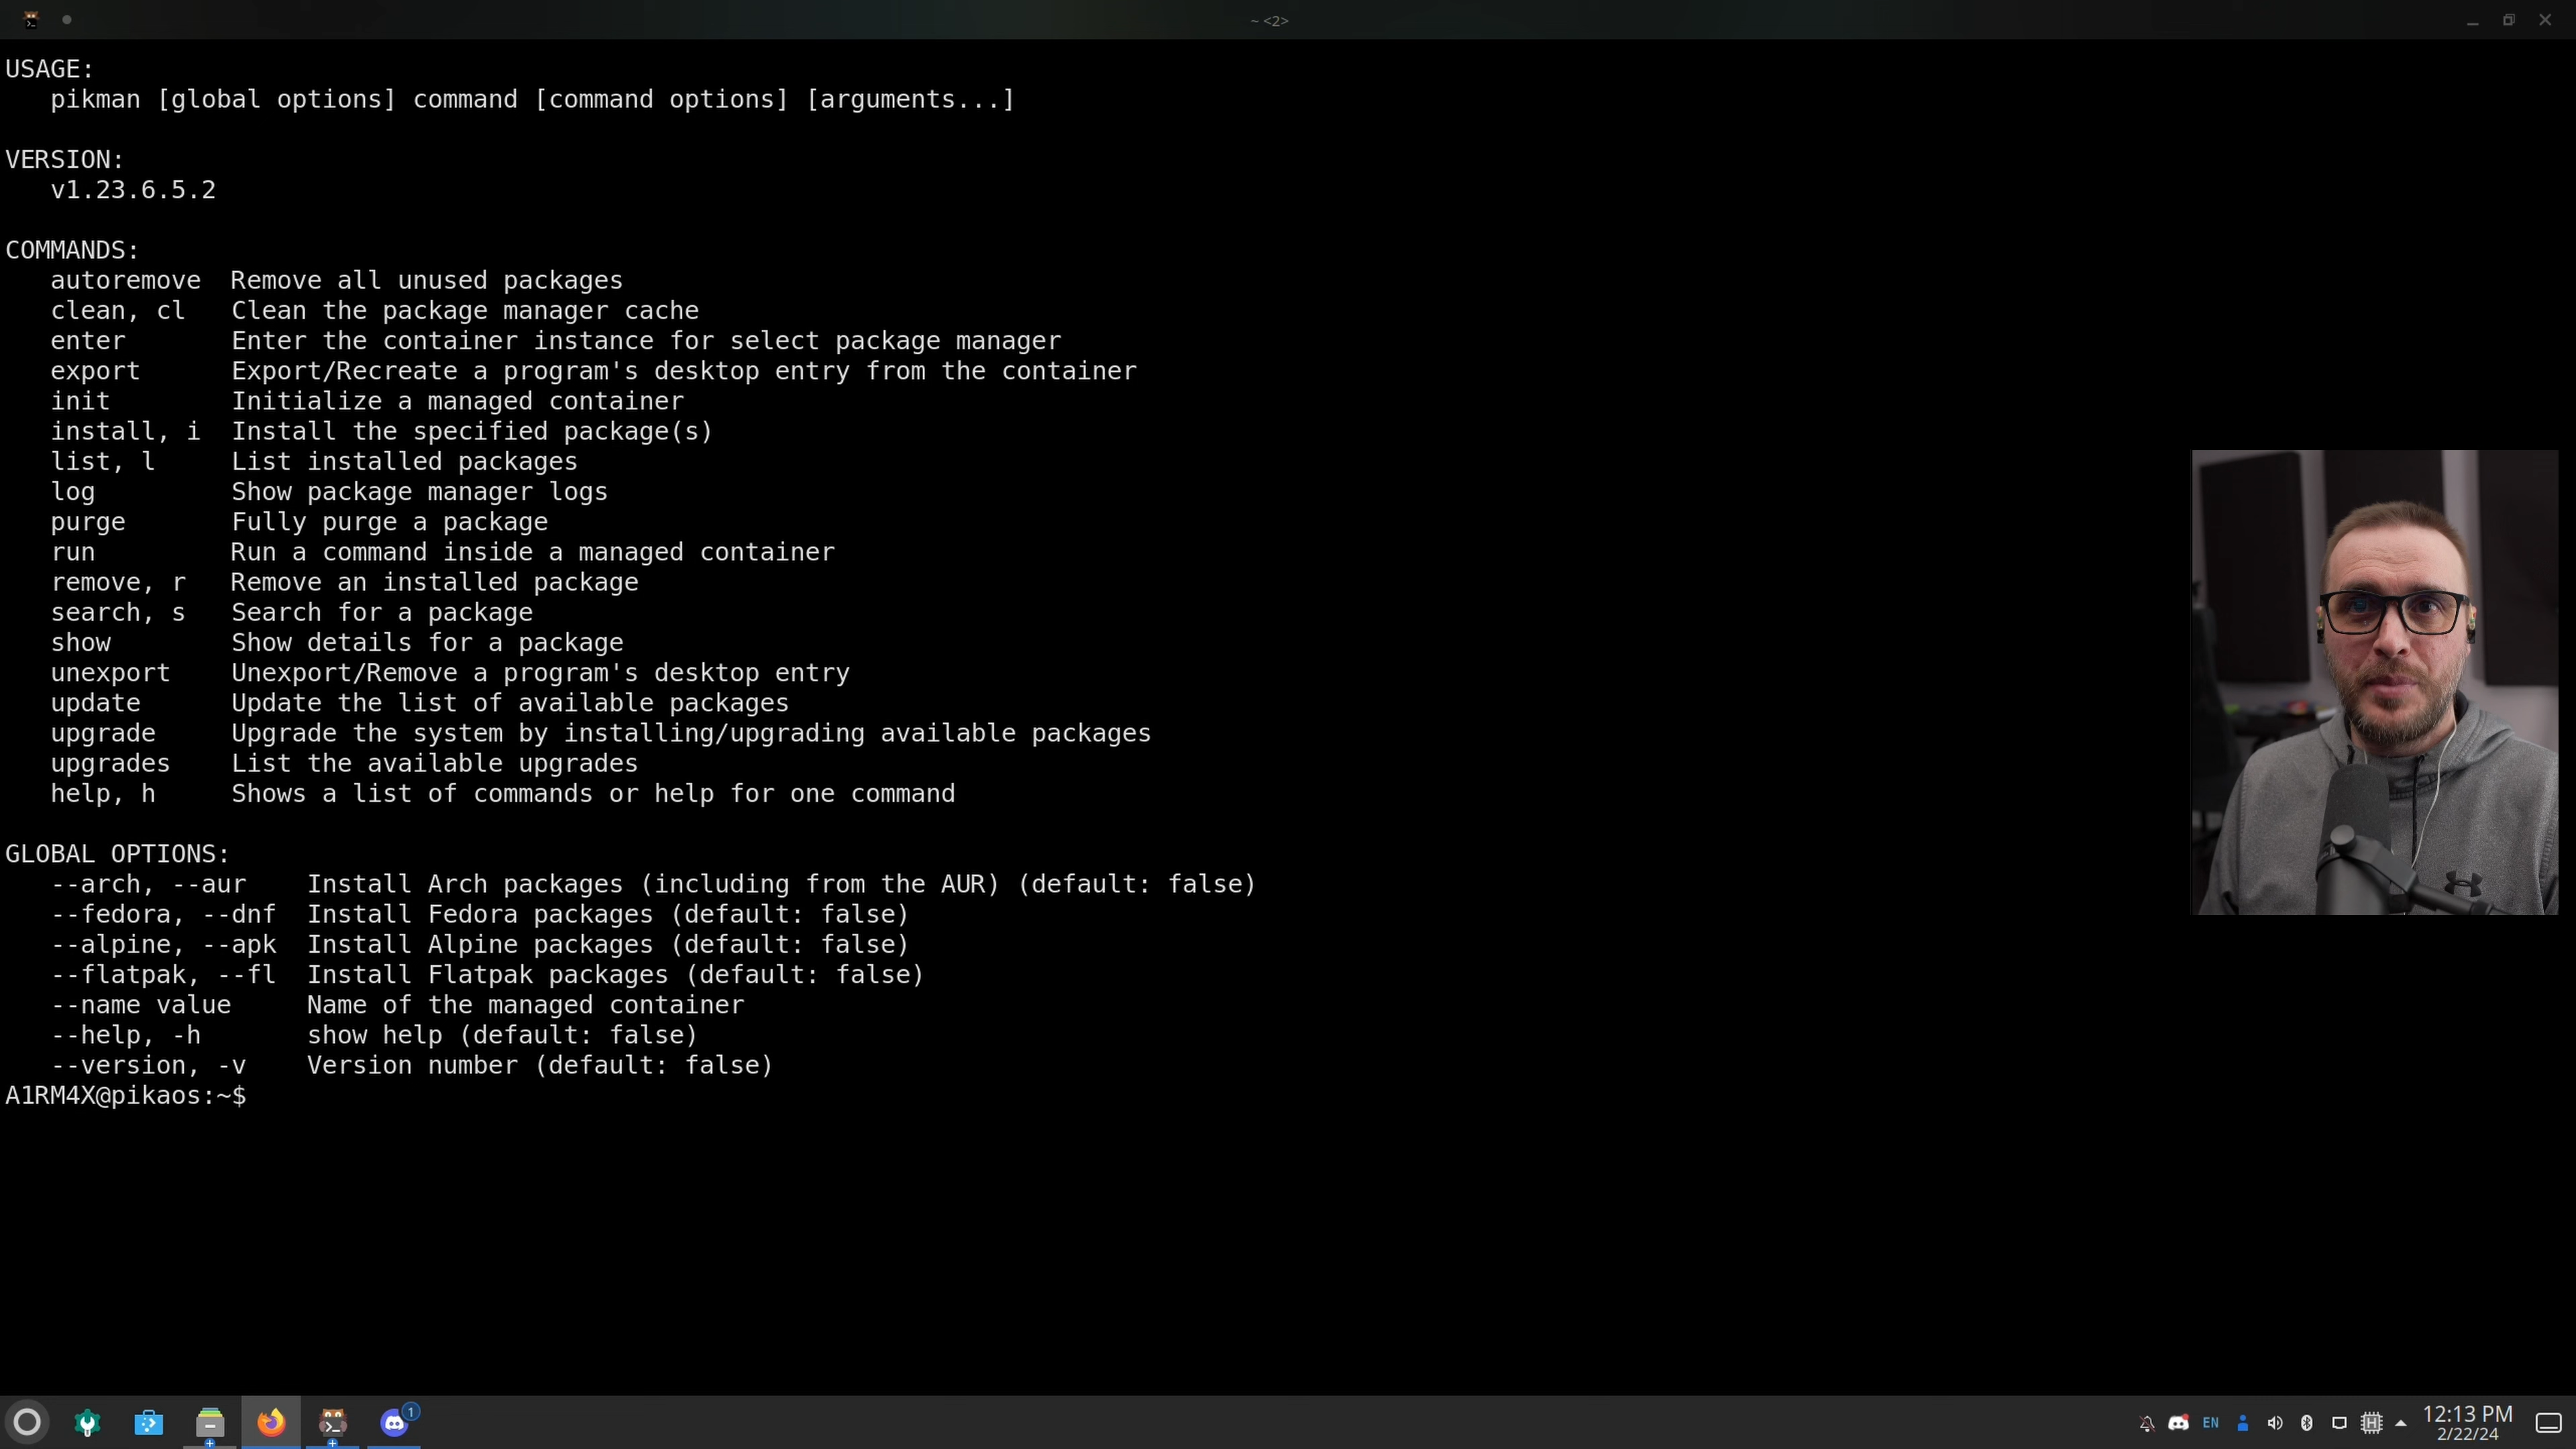 ~ <2>
USAGE:
pikman [global options] command [command options] [arguments...]
VERSION:
v1.23.6.5.2
COMMANDS:
autoremove  Remove all unused packages
clean, cl   Clean the package manager cache
enter       Enter the container instance for select package manager
export      Export/Recreate a program's desktop entry from the container
init        Initialize a managed container
install, i  Install the specified package(s)
list, l     List installed packages
log         Show package manager logs
purge       Fully purge a package
run         Run a command inside a managed container
remove, r   Remove an installed package
search, s   Search for a package
show        Show details for a package
unexport    Unexport/Remove a program's desktop entry
update      Update the list of available packages
upgrade     Upgrade the system by installing/upgrading available packages
upgrades    List the available upgrades
help, h     Shows a list of commands or help for one command
GLOBAL OPTIONS:
--arch, --aur    Install Arch packages (including from the AUR) (default: false)
--fedora, --dnf  Install Fedora packages (default: false)
--alpine, --apk  Install Alpine packages (default: false)
--flatpak, --fl  Install Flatpak packages (default: false)
--name value     Name of the managed container
--help, -h       show help (default: false)
--version, -v    Version number (default: false)
A1RM4X@pikaos:~$
1
EN
H
12:13 PM
2/22/24